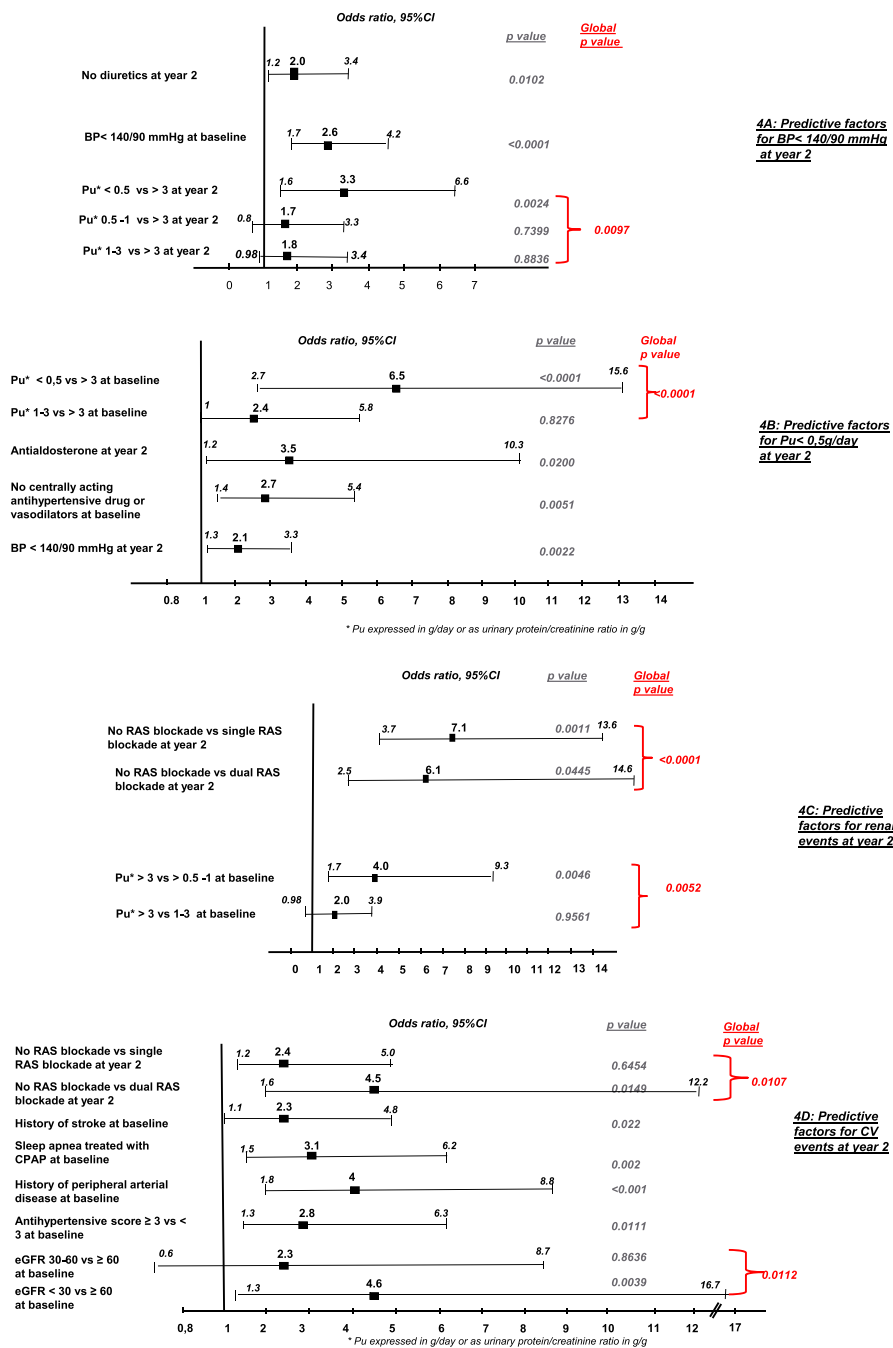 Odds ratio, 95%CI
p value
Global
p value
No diuretics at year 2
1.2
2.0
3.4
0.0102
BP< 140/90 mmHg at baseline
1.7
2.6
4.2
<0.0001
4A: Predictive factors
for BP< 140/90 mmHg
at year 2
Pu* < 0.5 vs > 3 at year 2
1.6
3.3
6.6
0.0024
Pu* 0.5 -1 vs > 3 at year 2
0.8
1.7
3.3
0.7399
0.0097
Pu* 1-3 vs > 3 at year 2
0.98
1.8
3.4
0.8836
0 1 2 3 4 5 6 7
Odds ratio, 95%CI
p value
Global
p value
Pu* < 0,5 vs > 3 at baseline
2.7
6.5
15.6
<0.0001
<0.0001
Pu* 1-3 vs > 3 at baseline
1
2.4
5.8
0.8276
4B: Predictive factors
for Pu< 0,5g/day
at year 2
Antialdosterone at year 2
1.2
3.5
10.3
0.0200
No centrally acting
antihypertensive drug or
vasodilators at baseline
1.4
2.7
5.4
0.0051
BP < 140/90 mmHg at year 2
1.3
2.1
3.3
0.0022
0.8 1 2 3 4 5 6 7 8 9 10 11 12 13 14
* Pu expressed in g/day or as urinary protein/creatinine ratio in g/g
Odds ratio, 95%CI
p value
Global
p value
No RAS blockade vs single RAS
blockade at year 2
3.7
7.1
0.0011
13.6
<0.0001
No RAS blockade vs dual RAS
blockade at year 2
2.5
6.1
0.0445
14.6
4C: Predictive
factors for renal
events at year 2
Pu* > 3 vs > 0.5 -1 at baseline
1.7
4.0
9.3
0.0046
0.0052
Pu* > 3 vs 1-3 at baseline
0.98
2.0
3.9
0.9561
0 1 2 3 4 5 6 7 8 9 10 11 12 13 14
Odds ratio, 95%CI
p value
Global
p value
No RAS blockade vs single
RAS blockade at year 2
1.2
2.4
5.0
0.6454
0.0107
No RAS blockade vs dual RAS
blockade at year 2
1.6
4.5
0.0149
12.2
History of stroke at baseline
1.1
2.3
4.8
0.022
4D: Predictive
factors for CV
events at year 2
Sleep apnea treated with
CPAP at baseline
1.5
3.1
6.2
0.002
History of peripheral arterial
disease at baseline
1.8
4
8.8
<0.001
Antihypertensive score ≥ 3 vs <
3 at baseline
1.3
2.8
6.3
0.0111
eGFR 30-60 vs ≥ 60
at baseline
0.6
2.3
8.7
0.8636
0.0112
eGFR < 30 vs ≥ 60
at baseline
1.3
4.6
0.0039
16.7
0,8 1 2 3 4 5 6 7 8 9 10 11 12 17
* Pu expressed in g/day or as urinary protein/creatinine ratio in g/g